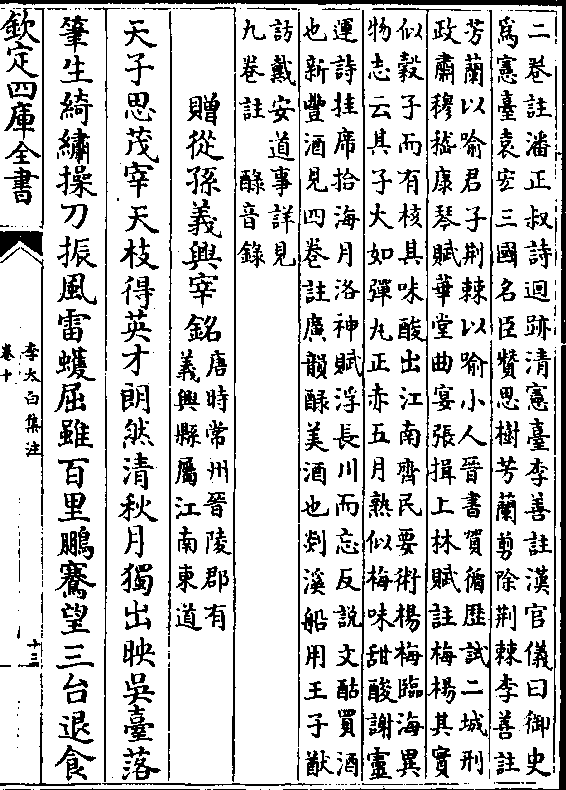 二卷註潘正叔詩迥跡清憲臺李善註漢官儀曰御史
爲憲臺袁宏三國名臣贊思樹芳蘭剪除荆棘李善註
芳蘭以喻君子荆棘以喻小人晉書賀循歴試二城刑
政肅穆嵇康琴賦華堂曲宴張揖上林賦註梅楊其實
似穀子而有核其味酸出江南齊民要術楊梅臨海異
物志云其子大如彈丸正赤五月熟似梅味甜酸謝靈
運詩挂席拾海月洛神賦浮長川而忘反説文酤買酒
也新豐酒見四卷註廣韻醁美酒也剡溪船用王子猷
訪戴安道事詳見
九卷註 醁音錄
贈從孫義興宰銘
唐時常州晉陵郡有
義興縣屬江南東道
天子思茂宰天枝得英才朗然清秋月獨出映吳臺落
筆生綺繡操刀振風雷蠖屈雖百里鵬騫望三台退食
欽定四庫全書
李太白集注
卷十
十三